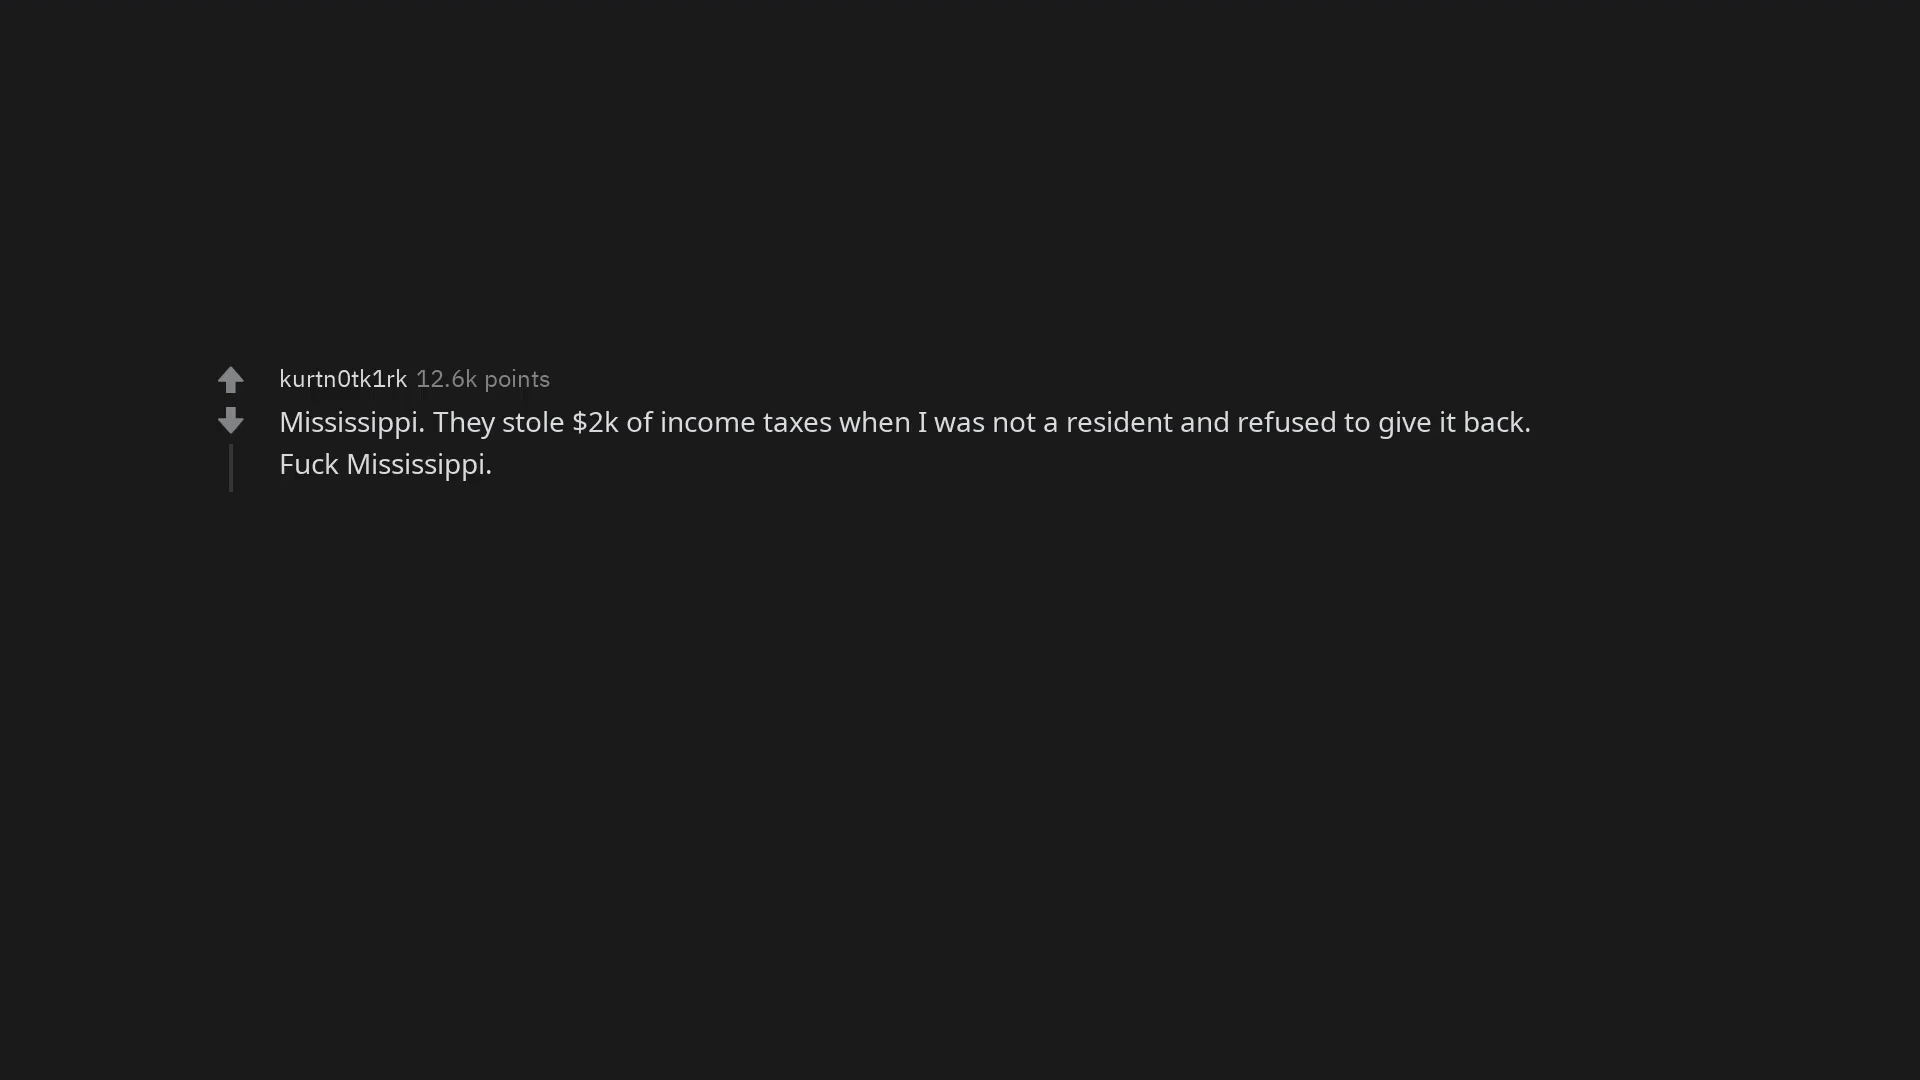 kurtn0tk1rk 12.6k points
Mississippi. They stole $2k of income taxes when I was not a resident and refused to give it back.
Fuck Mississippi.